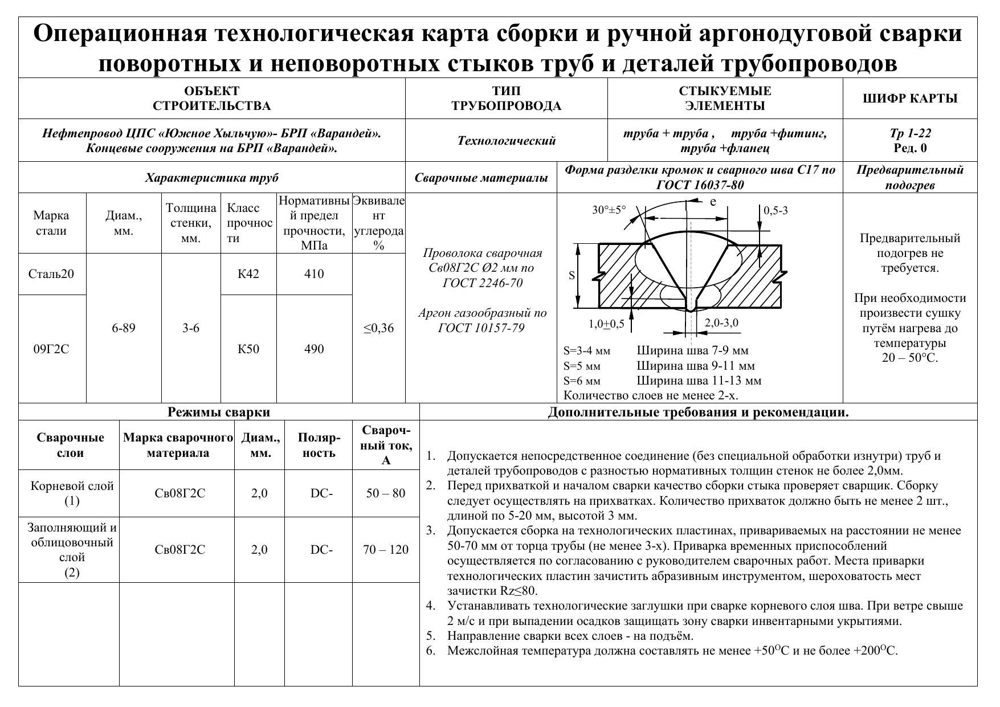 Операционная технологическая карта сборки и ручной аргонодуговой сварки
поворотных и неповоротных стыков труб и деталей трубопроводов
ОБЪЕКТ
СТРОИТЕЛЬСТВА
ТИП
ТРУБОПРОВОДА
СТЫКУЕМЫЕ
ЭЛЕМЕНТЫ
ШИФР КАРТЫ
Нефтепровод ЦПС «Южное Хыльчую»- БРП «Варандей».
Концевые сооружения на БРП «Варандей».
Технологический
труба + труба , труба +фитинг,
труба +фланец
Тр 1-22
Ред. 0
Характеристика труб
Сварочные материалы
Форма разделки кромок и сварного шва С17 по
ГОСТ 16037-80
Предварительный
подогрев
Марка
стали
Диам.,
мм.
Толщина
стенки,
мм.
Класс
прочнос
ти
Нормативны
й предел
прочности,
МПа
Эквивале
нт
углерода
%
Сталь20
6-89
3-6
К42
410
≤0,36
09Г2С
К50
490
Проволока сварочная
Св08Г2С Ø2 мм по
ГОСТ 2246-70
Аргон газообразный по
ГОСТ 10157-79
30°±5°
e
0,5-3
S
1,0±0,5
2,0-3,0
S=3-4 мм Ширина шва 7-9 мм
S=5 мм Ширина шва 9-11 мм
S=6 мм Ширина шва 11-13 мм
Количество слоев не менее 2-х.
Предварительный
подогрев не
требуется.
При необходимости
произвести сушку
путём нагрева до
температуры
20 – 50°С.
Режимы сварки
Дополнительные требования и рекомендации.
Сварочные
слои
Марка сварочного
материала
Диам.,
мм.
Поляр-
ность
Свароч-
ный ток,
А
Корневой слой
(1)
Св08Г2С
2,0
DC-
50 – 80
Заполняющий и
облицовочный
слой
(2)
Св08Г2С
2,0
DC-
70 – 120
1. Допускается непосредственное соединение (без специальной обработки изнутри) труб и
деталей трубопроводов с разностью нормативных толщин стенок не более 2,0мм.
2. Перед прихваткой и началом сварки качество сборки стыка проверяет сварщик. Сборку
следует осуществлять на прихватках. Количество прихваток должно быть не менее 2 шт.,
длиной по 5-20 мм, высотой 3 мм.
3. Допускается сборка на технологических пластинах, привариваемых на расстоянии не менее
50-70 мм от торца трубы (не менее 3-х). Приварка временных приспособлений
осуществляется по согласованию с руководителем сварочных работ. Места приварки
технологических пластин зачистить абразивным инструментом, шероховатость мест
зачистки Rz≤80.
4. Устанавливать технологические заглушки при сварке корневого слоя шва. При ветре свыше
2 м/с и при выпадении осадков защищать зону сварки инвентарными укрытиями.
5. Направление сварки всех слоев - на подъём.
6. Межслойная температура должна составлять не менее +50ᴼС и не более +200ᴼС.